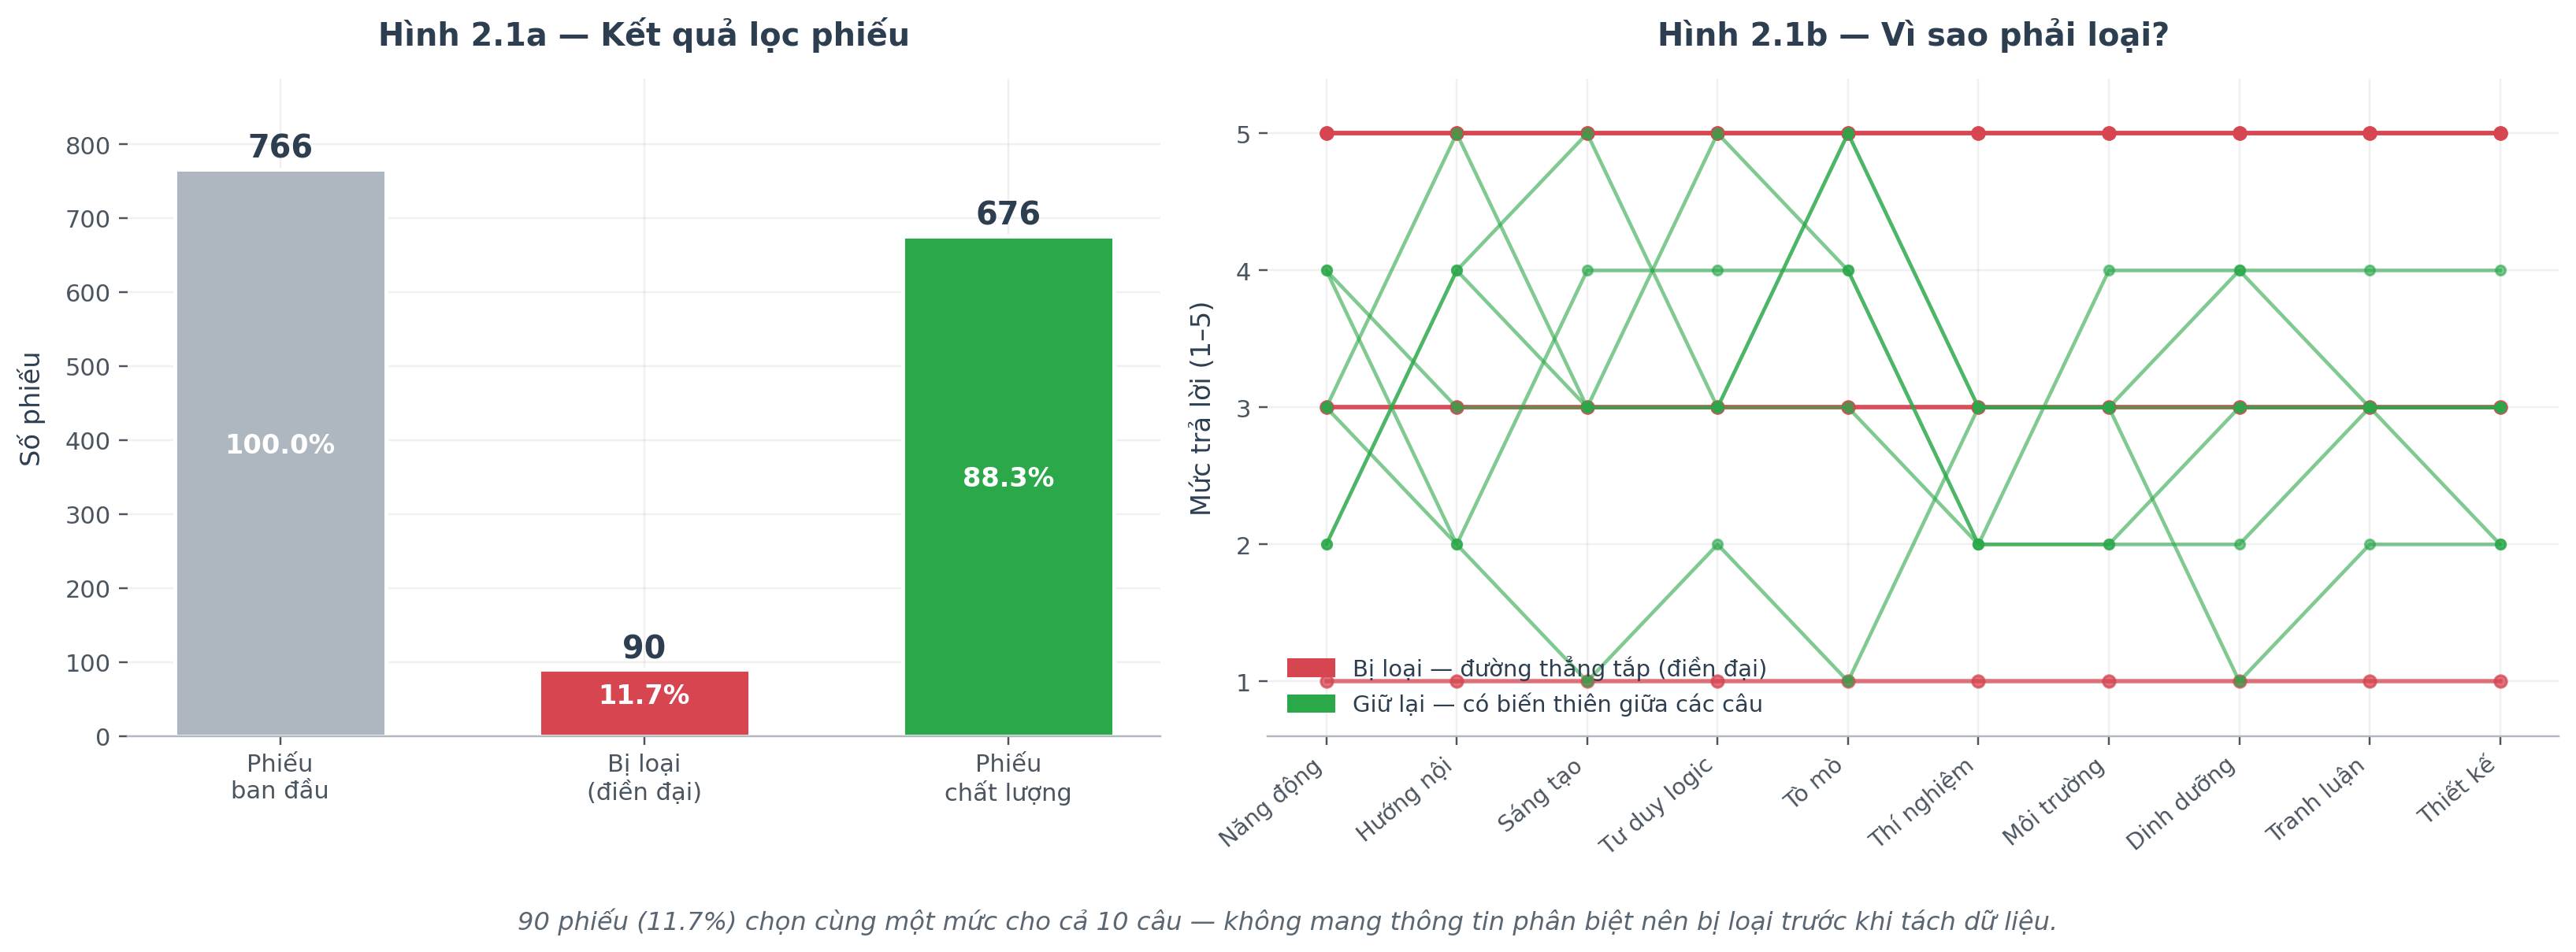 Hình 2.1a — Kết quả lọc phiếu
Số phiếu
800
700
600
500
400
300
200
100
0
766
100.0%
90
11.7%
676
88.3%
Phiếu
ban đầu
Bị loại
(điền đại)
Phiếu
chất lượng
Hình 2.1b — Vì sao phải loại?
Mức trả lời (1–5)
5
4
3
2
1
Bị loại — đường thẳng tắp (điền đại)
Giữ lại — có biến thiên giữa các câu
Năng động
Hướng nội
Sáng tạo
Tư duy logic
Tò mò
Thí nghiệm
Môi trường
Dinh dưỡng
Tranh luận
Thiết kế
90 phiếu (11.7%) chọn cùng một mức cho cả 10 câu — không mang thông tin phân biệt nên bị loại trước khi tách dữ liệu.